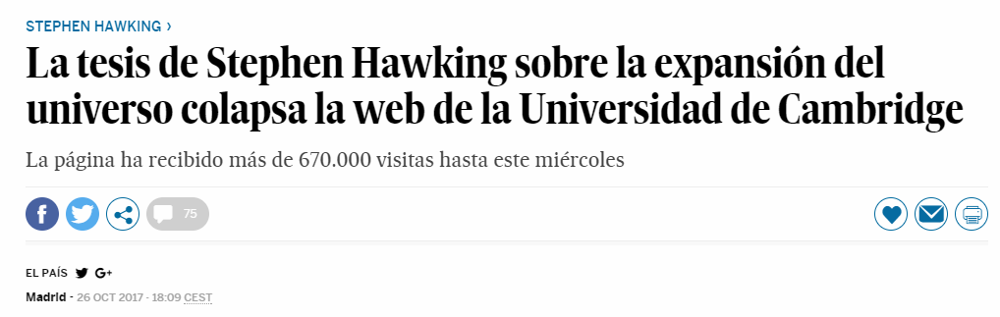 STEPHEN HAWKING ›
La tesis de Stephen Hawking sobre la expansión del
universo colapsa la web de la Universidad de Cambridge
La página ha recibido más de 670.000 visitas hasta este miércoles
75
EL PAÍS G+
Madrid - 26 OCT 2017 - 18:09 CEST